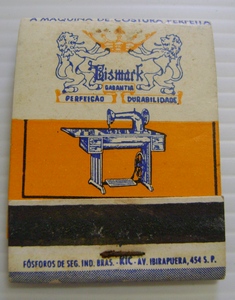 A MAQUINA DE COSTURA PERFEITA
Bismark
GARANTIA
PERFEIÇÃO DURABILIDADE
FÓSFOROS DE SEG. IND. BRAS. - KIC - AV. IBIRAPUERA, 454 S. P.